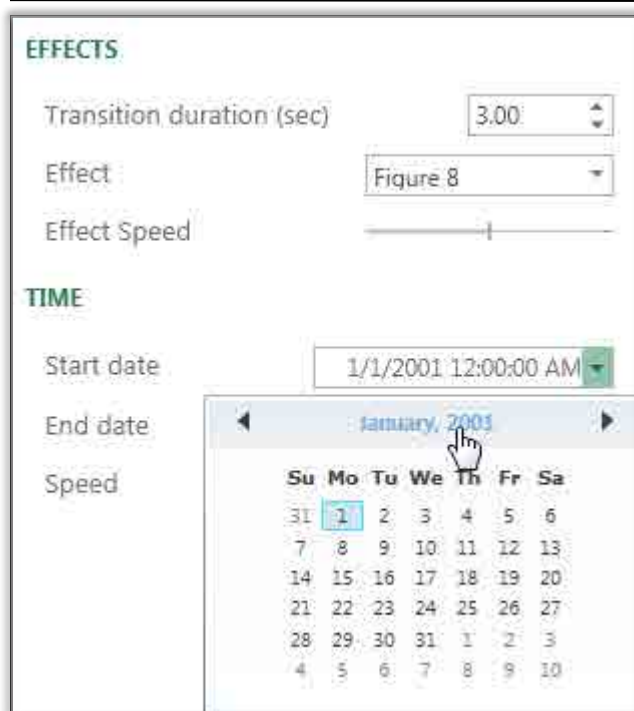 EFFECTS
Transition duration (sec) 3.00
Effect Figure 8
Effect Speed
TIME
Start date 1/1/2001 12:00:00 AM
End date January, 2001
Speed Su Mo Tu We Th Fr Sa
31 1 2 3 4 5 6
7 8 9 10 11 12 13
14 15 16 17 18 19 20
21 22 23 24 25 26 27
28 29 30 31 1 2 3
4 5 6 7 8 9 10